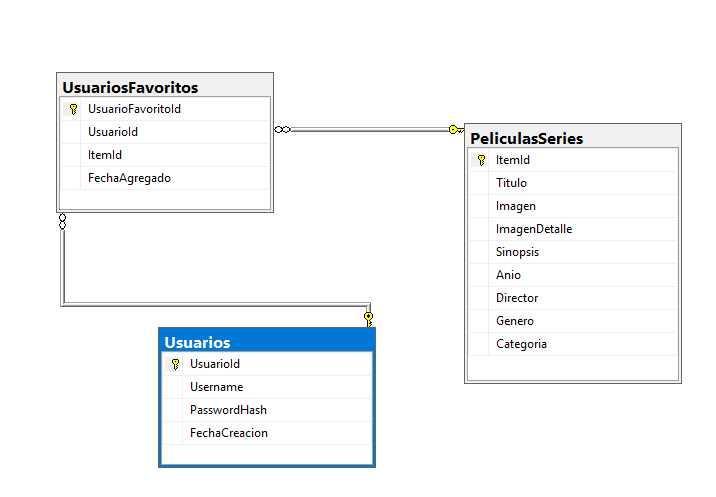 UsuariosFavoritos
UsuarioFavoritoId
UsuarioId
ItemId
FechaAgregado
PeliculasSeries
ItemId
Titulo
Imagen
ImagenDetalle
Sinopsis
Anio
Director
Genero
Categoria
Usuarios
UsuarioId
Username
PasswordHash
FechaCreacion